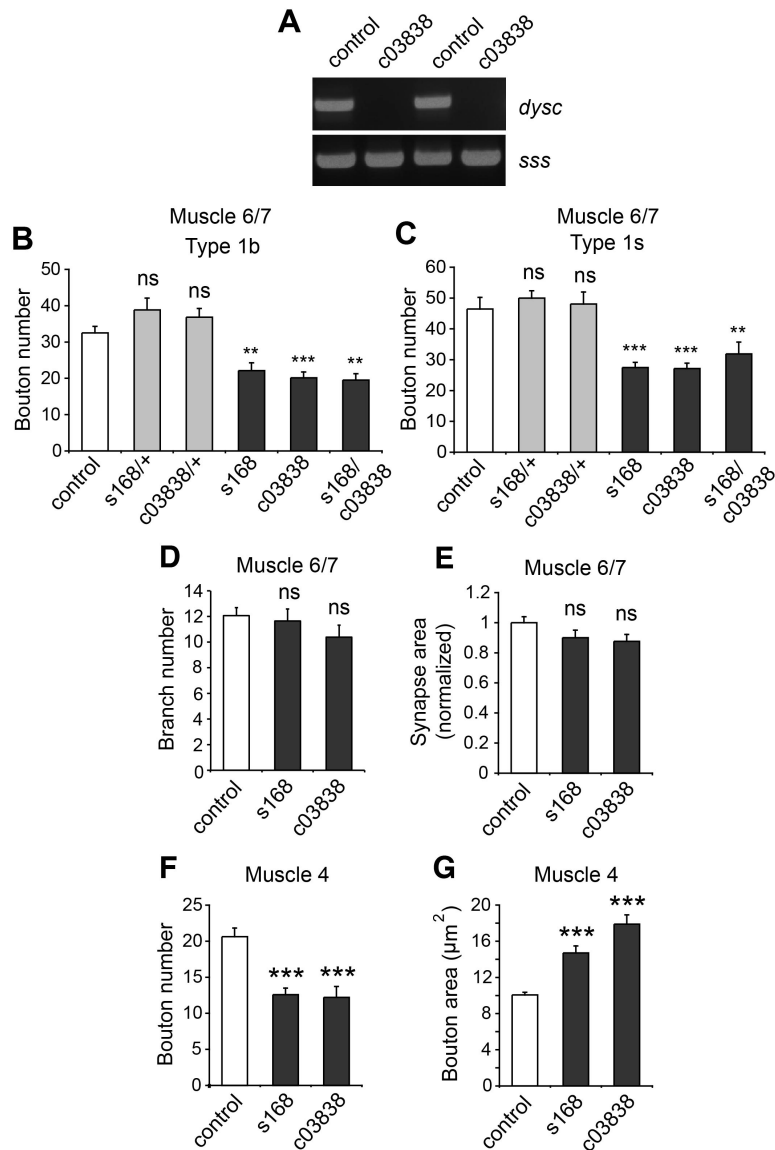 A
control
c03838
control
c03838
dysc
sss
B
Muscle 6/7
Type 1b
Bouton number
50
40
30
20
10
0
ns
ns
**
***
**
control
s168/+
c03838/+
s168
c03838
s168/
c03838
C
Muscle 6/7
Type 1s
Bouton number
60
50
40
30
20
10
0
ns
ns
***
***
**
control
s168/+
c03838/+
s168
c03838
s168/
c03838
D
Muscle 6/7
Branch number
14
12
10
8
6
4
2
0
ns
ns
control
s168
c03838
E
Muscle 6/7
Synapse area
(normalized)
1.2
1
0.8
0.6
0.4
0.2
0
ns
ns
control
s168
c03838
F
Muscle 4
Bouton number
25
20
15
10
5
0
***
***
control
s168
c03838
G
Muscle 4
Bouton area (µm²)
20
16
12
8
4
0
***
***
control
s168
c03838